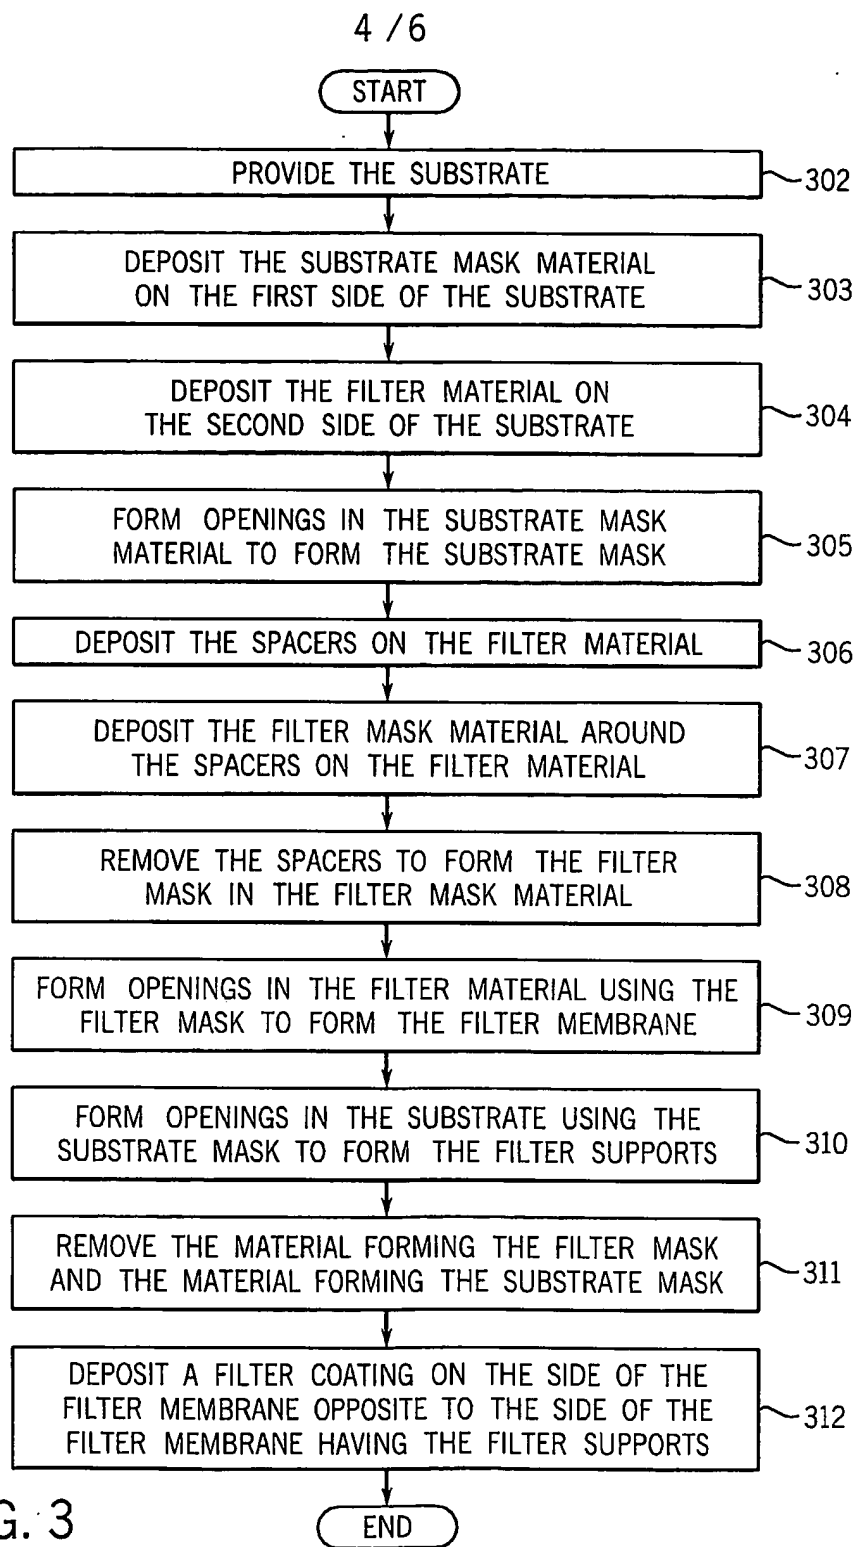 4 / 6
START
PROVIDE THE SUBSTRATE
302
DEPOSIT THE SUBSTRATE MASK MATERIAL
ON THE FIRST SIDE OF THE SUBSTRATE
303
DEPOSIT THE FILTER MATERIAL ON
THE SECOND SIDE OF THE SUBSTRATE
304
FORM OPENINGS IN THE SUBSTRATE MASK
MATERIAL TO FORM THE SUBSTRATE MASK
305
DEPOSIT THE SPACERS ON THE FILTER MATERIAL
306
DEPOSIT THE FILTER MASK MATERIAL AROUND
THE SPACERS ON THE FILTER MATERIAL
307
REMOVE THE SPACERS TO FORM THE FILTER
MASK IN THE FILTER MASK MATERIAL
308
FORM OPENINGS IN THE FILTER MATERIAL USING THE
FILTER MASK TO FORM THE FILTER MEMBRANE
309
FORM OPENINGS IN THE SUBSTRATE USING THE
SUBSTRATE MASK TO FORM THE FILTER SUPPORTS
310
REMOVE THE MATERIAL FORMING THE FILTER MASK
AND THE MATERIAL FORMING THE SUBSTRATE MASK
311
DEPOSIT A FILTER COATING ON THE SIDE OF THE
FILTER MEMBRANE OPPOSITE TO THE SIDE OF THE
FILTER MEMBRANE HAVING THE FILTER SUPPORTS
312
G. 3
END